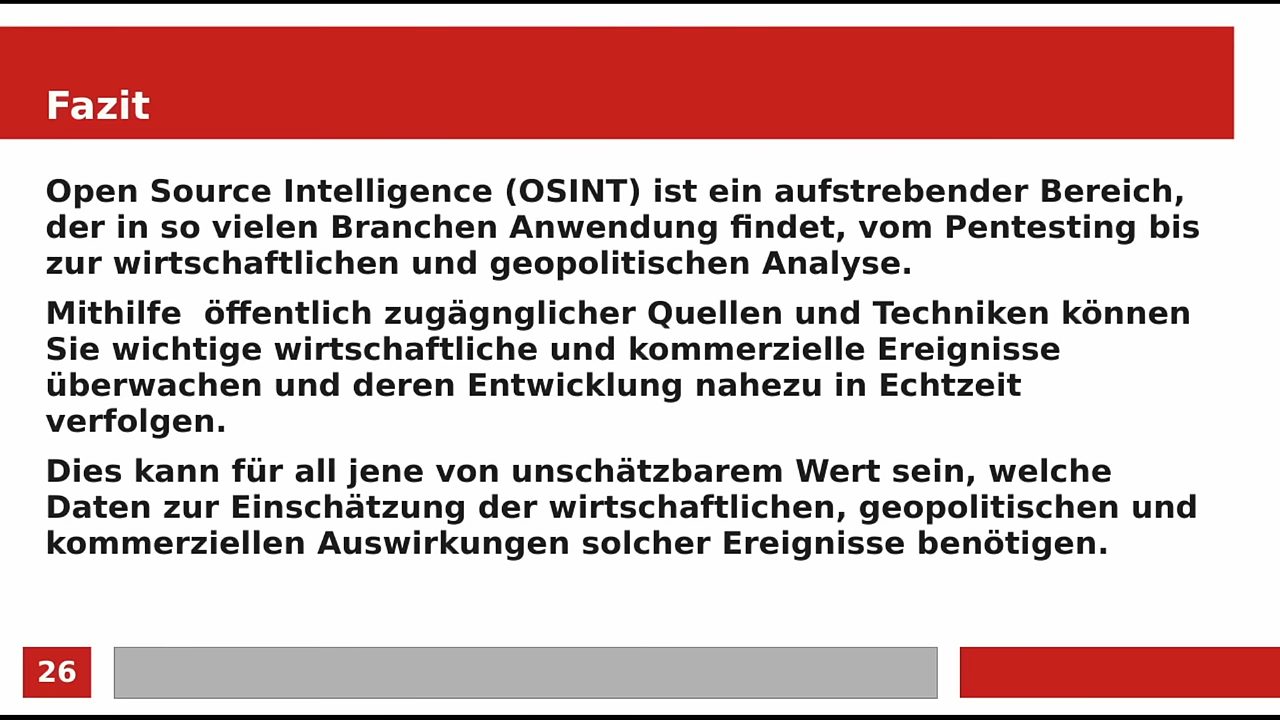 Fazit
Open Source Intelligence (OSINT) ist ein aufstrebender Bereich,
der in so vielen Branchen Anwendung findet, vom Pentesting bis
zur wirtschaftlichen und geopolitischen Analyse.
Mithilfe  öffentlich zugägnglicher Quellen und Techniken können
Sie wichtige wirtschaftliche und kommerzielle Ereignisse
überwachen und deren Entwicklung nahezu in Echtzeit
verfolgen.
Dies kann für all jene von unschätzbarem Wert sein, welche
Daten zur Einschätzung der wirtschaftlichen, geopolitischen und
kommerziellen Auswirkungen solcher Ereignisse benötigen.
26